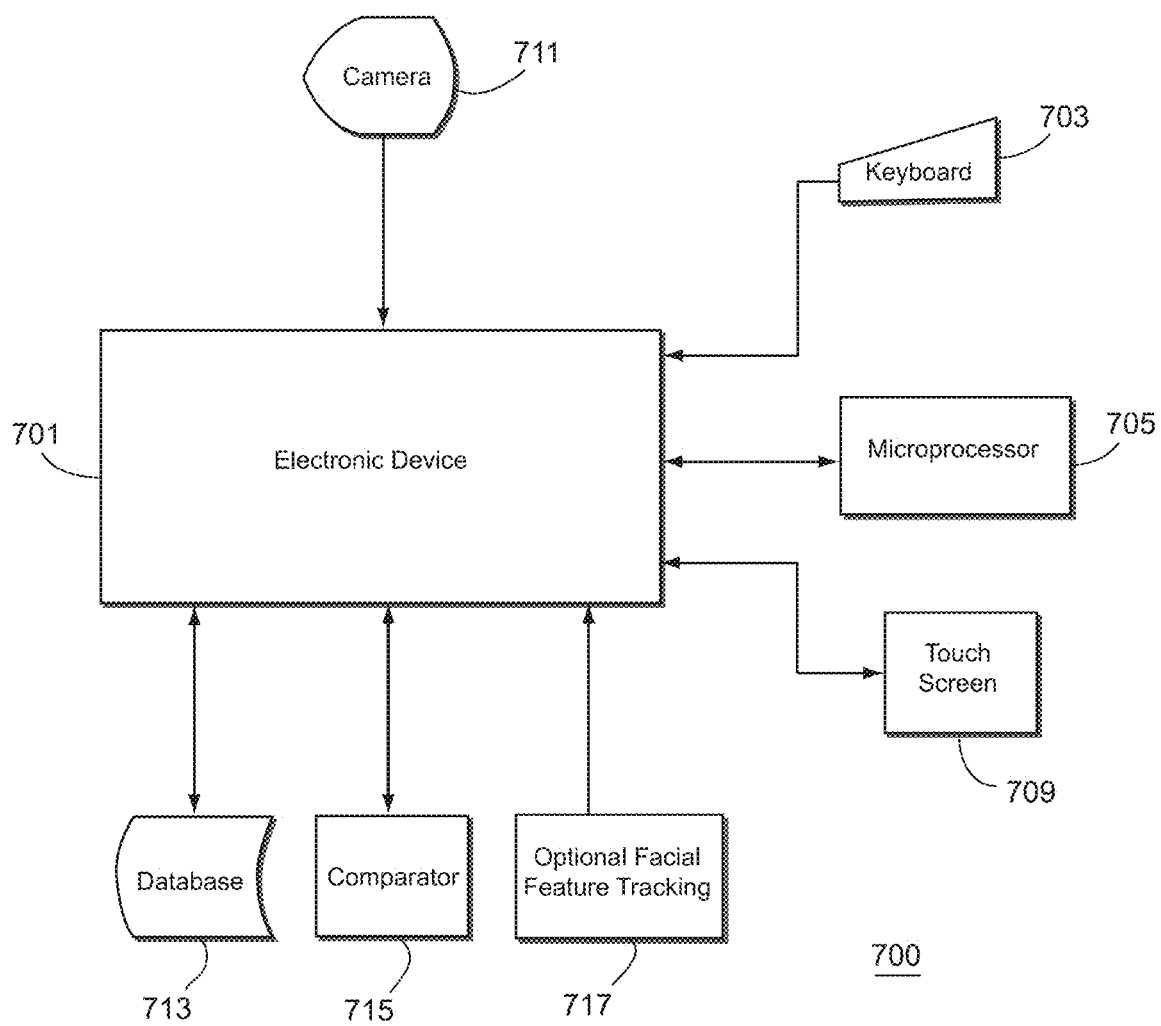 Camera
711
703
Keyboard
701
Electronic Device
Microprocessor
705
Touch
Screen
709
Database
Comparator
Optional Facial
Feature Tracking
713
715
717
700